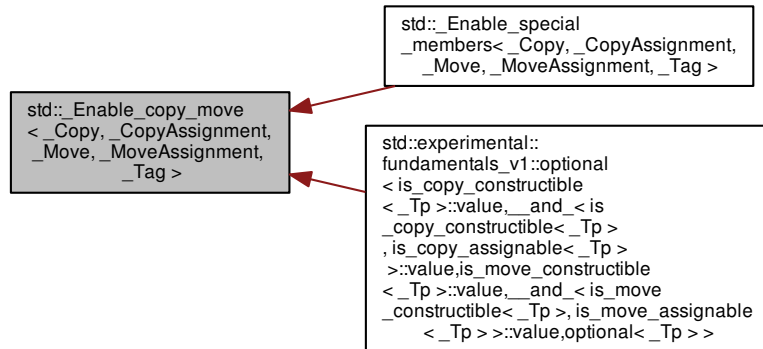 std::_Enable_special
_members< _Copy, _CopyAssignment,
_Move, _MoveAssignment, _Tag >
std::_Enable_copy_move
< _Copy, _CopyAssignment,
_Move, _MoveAssignment,
_Tag >
std::experimental::
fundamentals_v1::optional
< is_copy_constructible
< _Tp >::value,__and_< is
_copy_constructible< _Tp >
, is_copy_assignable< _Tp >
>::value,is_move_constructible
< _Tp >::value,__and_< is_move
_constructible< _Tp >, is_move_assignable
< _Tp > >::value,optional< _Tp > >